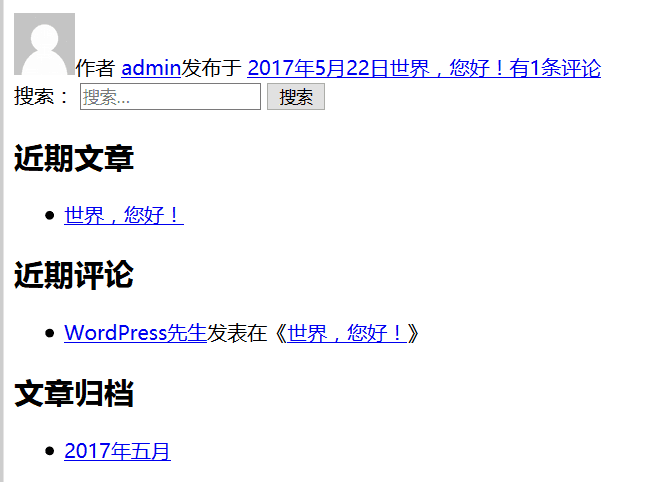 作者 admin发布于 2017年5月22日世界，您好！有1条评论
搜索： 搜索... 搜索
近期文章
世界，您好！
近期评论
WordPress先生发表在《世界，您好！》
文章归档
2017年五月